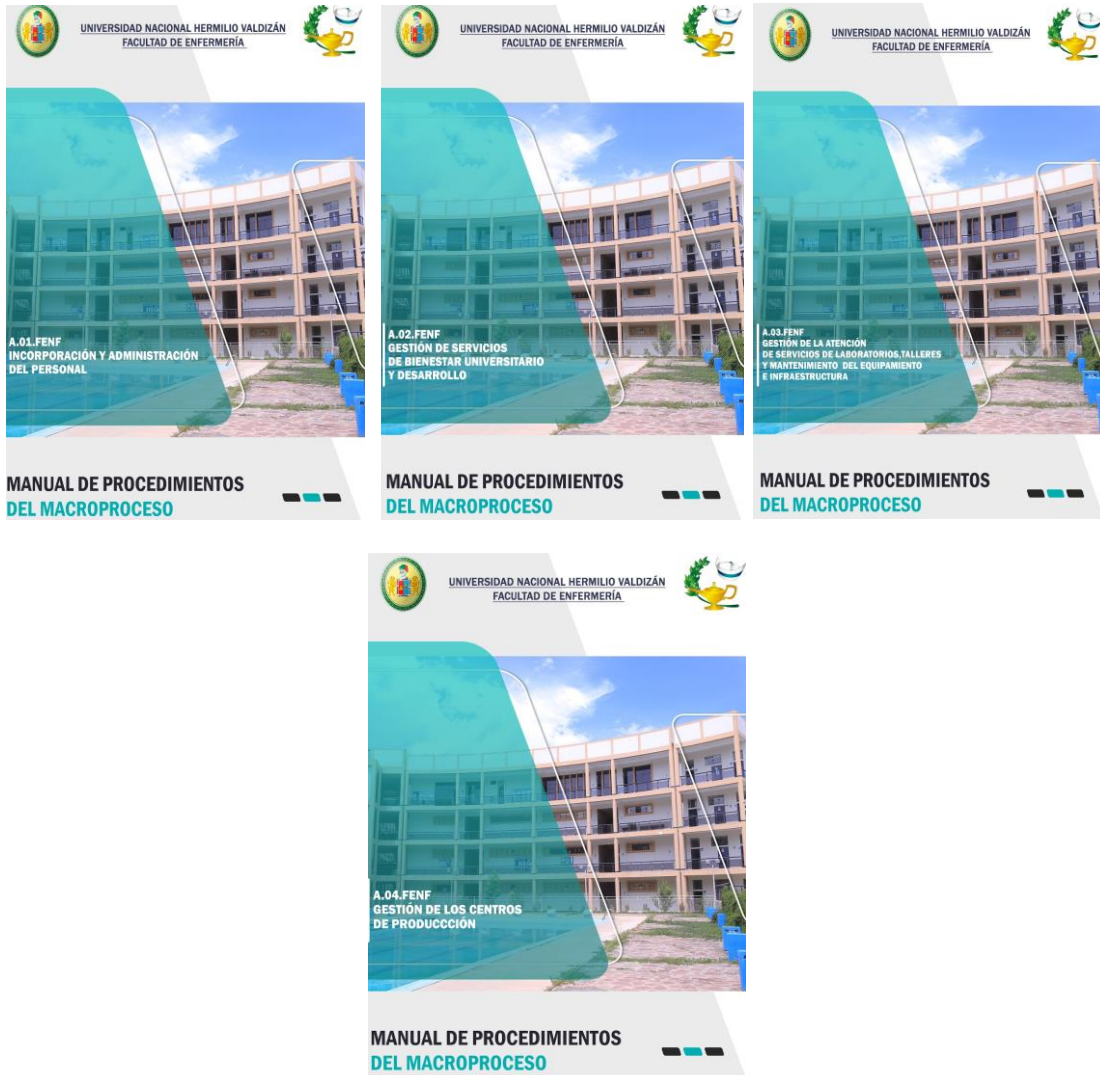 UNIVERSIDAD NACIONAL HERMILIO VALDIZÁN
FACULTAD DE ENFERMERÍA
A.01.FENF
INCORPORACIÓN Y ADMINISTRACIÓN
DEL PERSONAL
MANUAL DE PROCEDIMIENTOS
DEL MACROPROCESO
UNIVERSIDAD NACIONAL HERMILIO VALDIZÁN
FACULTAD DE ENFERMERÍA
A.02.FENF
GESTIÓN DE SERVICIOS
DE BIENESTAR UNIVERSITARIO
Y DESARROLLO
MANUAL DE PROCEDIMIENTOS
DEL MACROPROCESO
UNIVERSIDAD NACIONAL HERMILIO VALDIZÁN
FACULTAD DE ENFERMERÍA
A.03.FENF
GESTIÓN DE LA ATENCIÓN
DE SERVICIOS DE LABORATORIOS,TALLERES
Y MANTENIMIENTO DEL EQUIPAMIENTO
E INFRAESTRUCTURA
MANUAL DE PROCEDIMIENTOS
DEL MACROPROCESO
UNIVERSIDAD NACIONAL HERMILIO VALDIZÁN
FACULTAD DE ENFERMERÍA
A.04.FENF
GESTIÓN DE LOS CENTROS
DE PRODUCCCIÓN
MANUAL DE PROCEDIMIENTOS
DEL MACROPROCESO